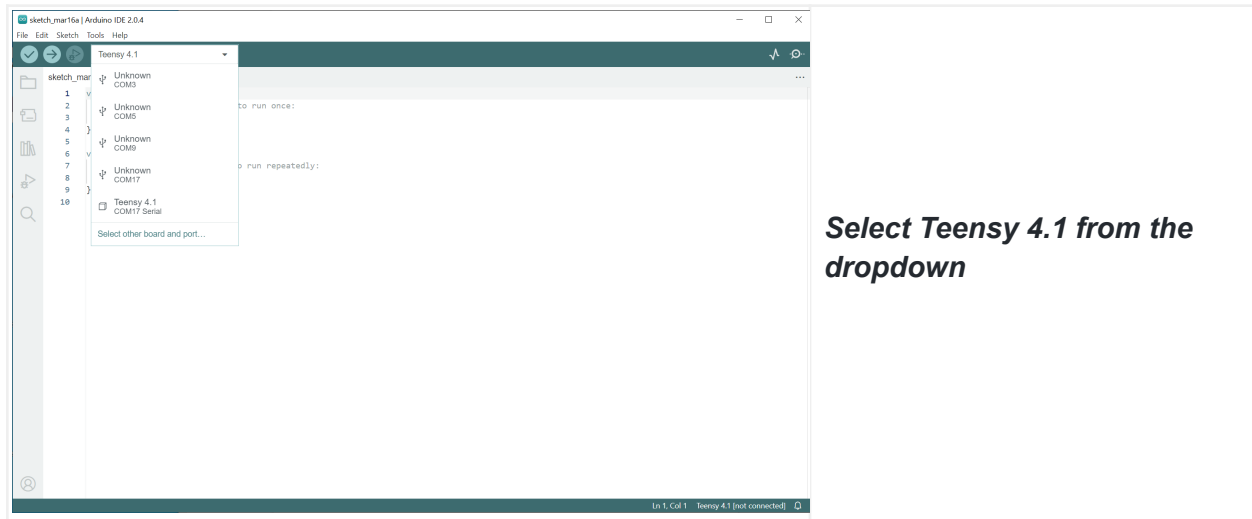 sketch_mar16a | Arduino IDE 2.0.4
File Edit Sketch Tools Help
Teensy 4.1
sketch_mar
Unknown
COM3
Unknown
COM5
Unknown
COM9
Unknown
COM17
Teensy 4.1
COM17 Serial
Select other board and port...
1 v
2 to run once:
3
4 }
5
6 v
7 o run repeatedly:
8
9 }
10
Ln 1, Col 1 Teensy 4.1 [not connected]
Select Teensy 4.1 from the
dropdown